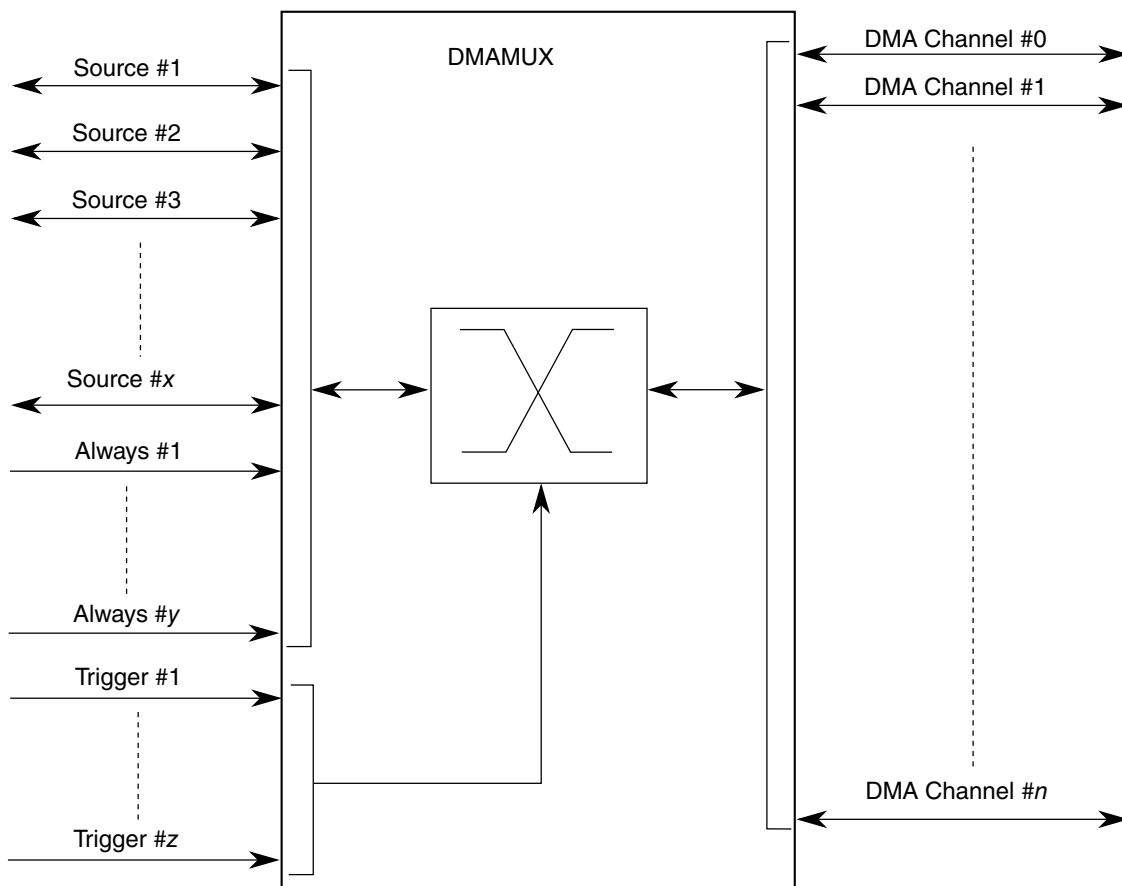 DMAMUX
Source #1
Source #2
Source #3
Source #x
Always #1
Always #y
Trigger #1
Trigger #z
DMA Channel #0
DMA Channel #1
DMA Channel #n